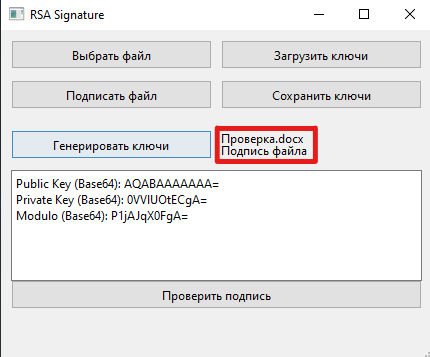 RSA Signature
Выбрать файл
Загрузить ключи
Подписать файл
Сохранить ключи
Генерировать ключи
Проверка.docx
Подпись файла
Public Key (Base64): AQABAAAAAAA=
Private Key (Base64): 0VVIUOtECgA=
Modulo (Base64): P1jAJqX0FgA=
Проверить подпись